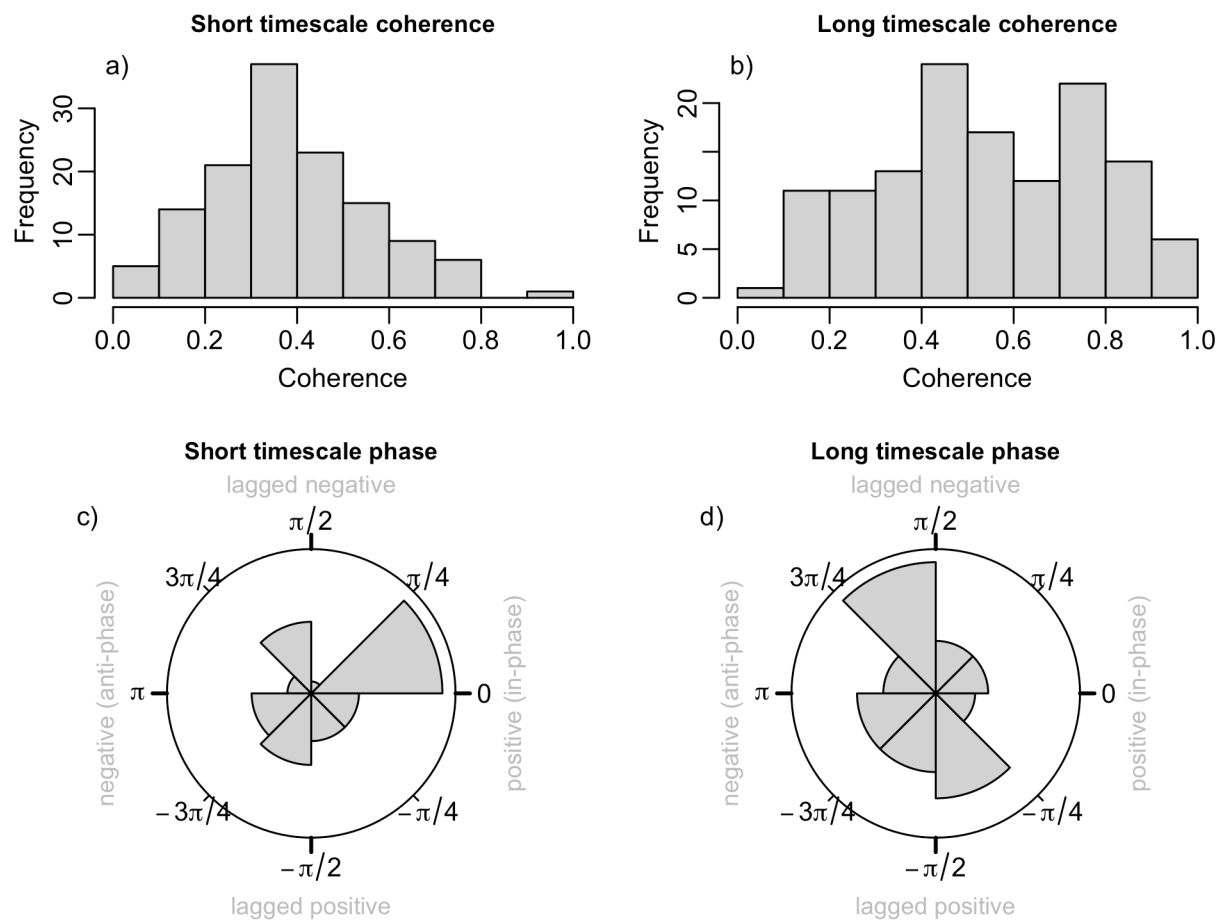 Short timescale coherence
a)
Frequency
30
20
10
0
0.0 0.2 0.4 0.6 0.8 1.0
Coherence
Long timescale coherence
b)
Frequency
20
10
5
0
0.0 0.2 0.4 0.6 0.8 1.0
Coherence
Short timescale phase
lagged negative
c)
π/2
3π/4 π/4
negative (anti-phase)
π 0
positive (in-phase)
−3π/4 −π/4
−π/2
lagged positive
Long timescale phase
lagged negative
d)
π/2
3π/4 π/4
negative (anti-phase)
π 0
positive (in-phase)
−3π/4 −π/4
−π/2
lagged positive